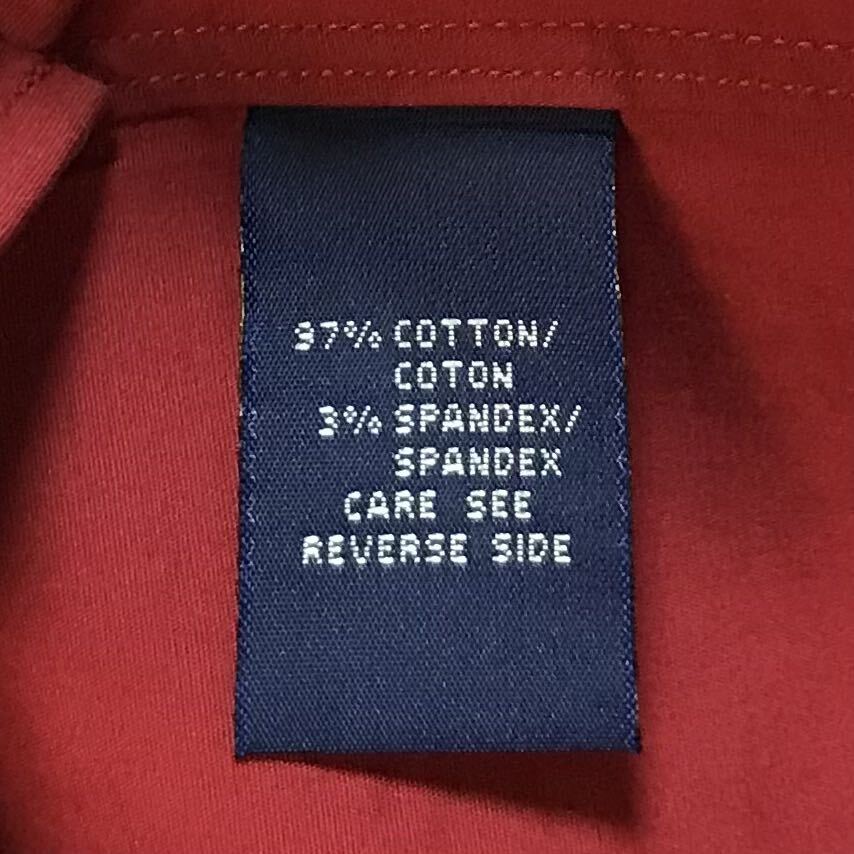 97% COTTON/
COTON
3% SPANDEX/
SPANDEX
CARE SEE
REVERSE SIDE